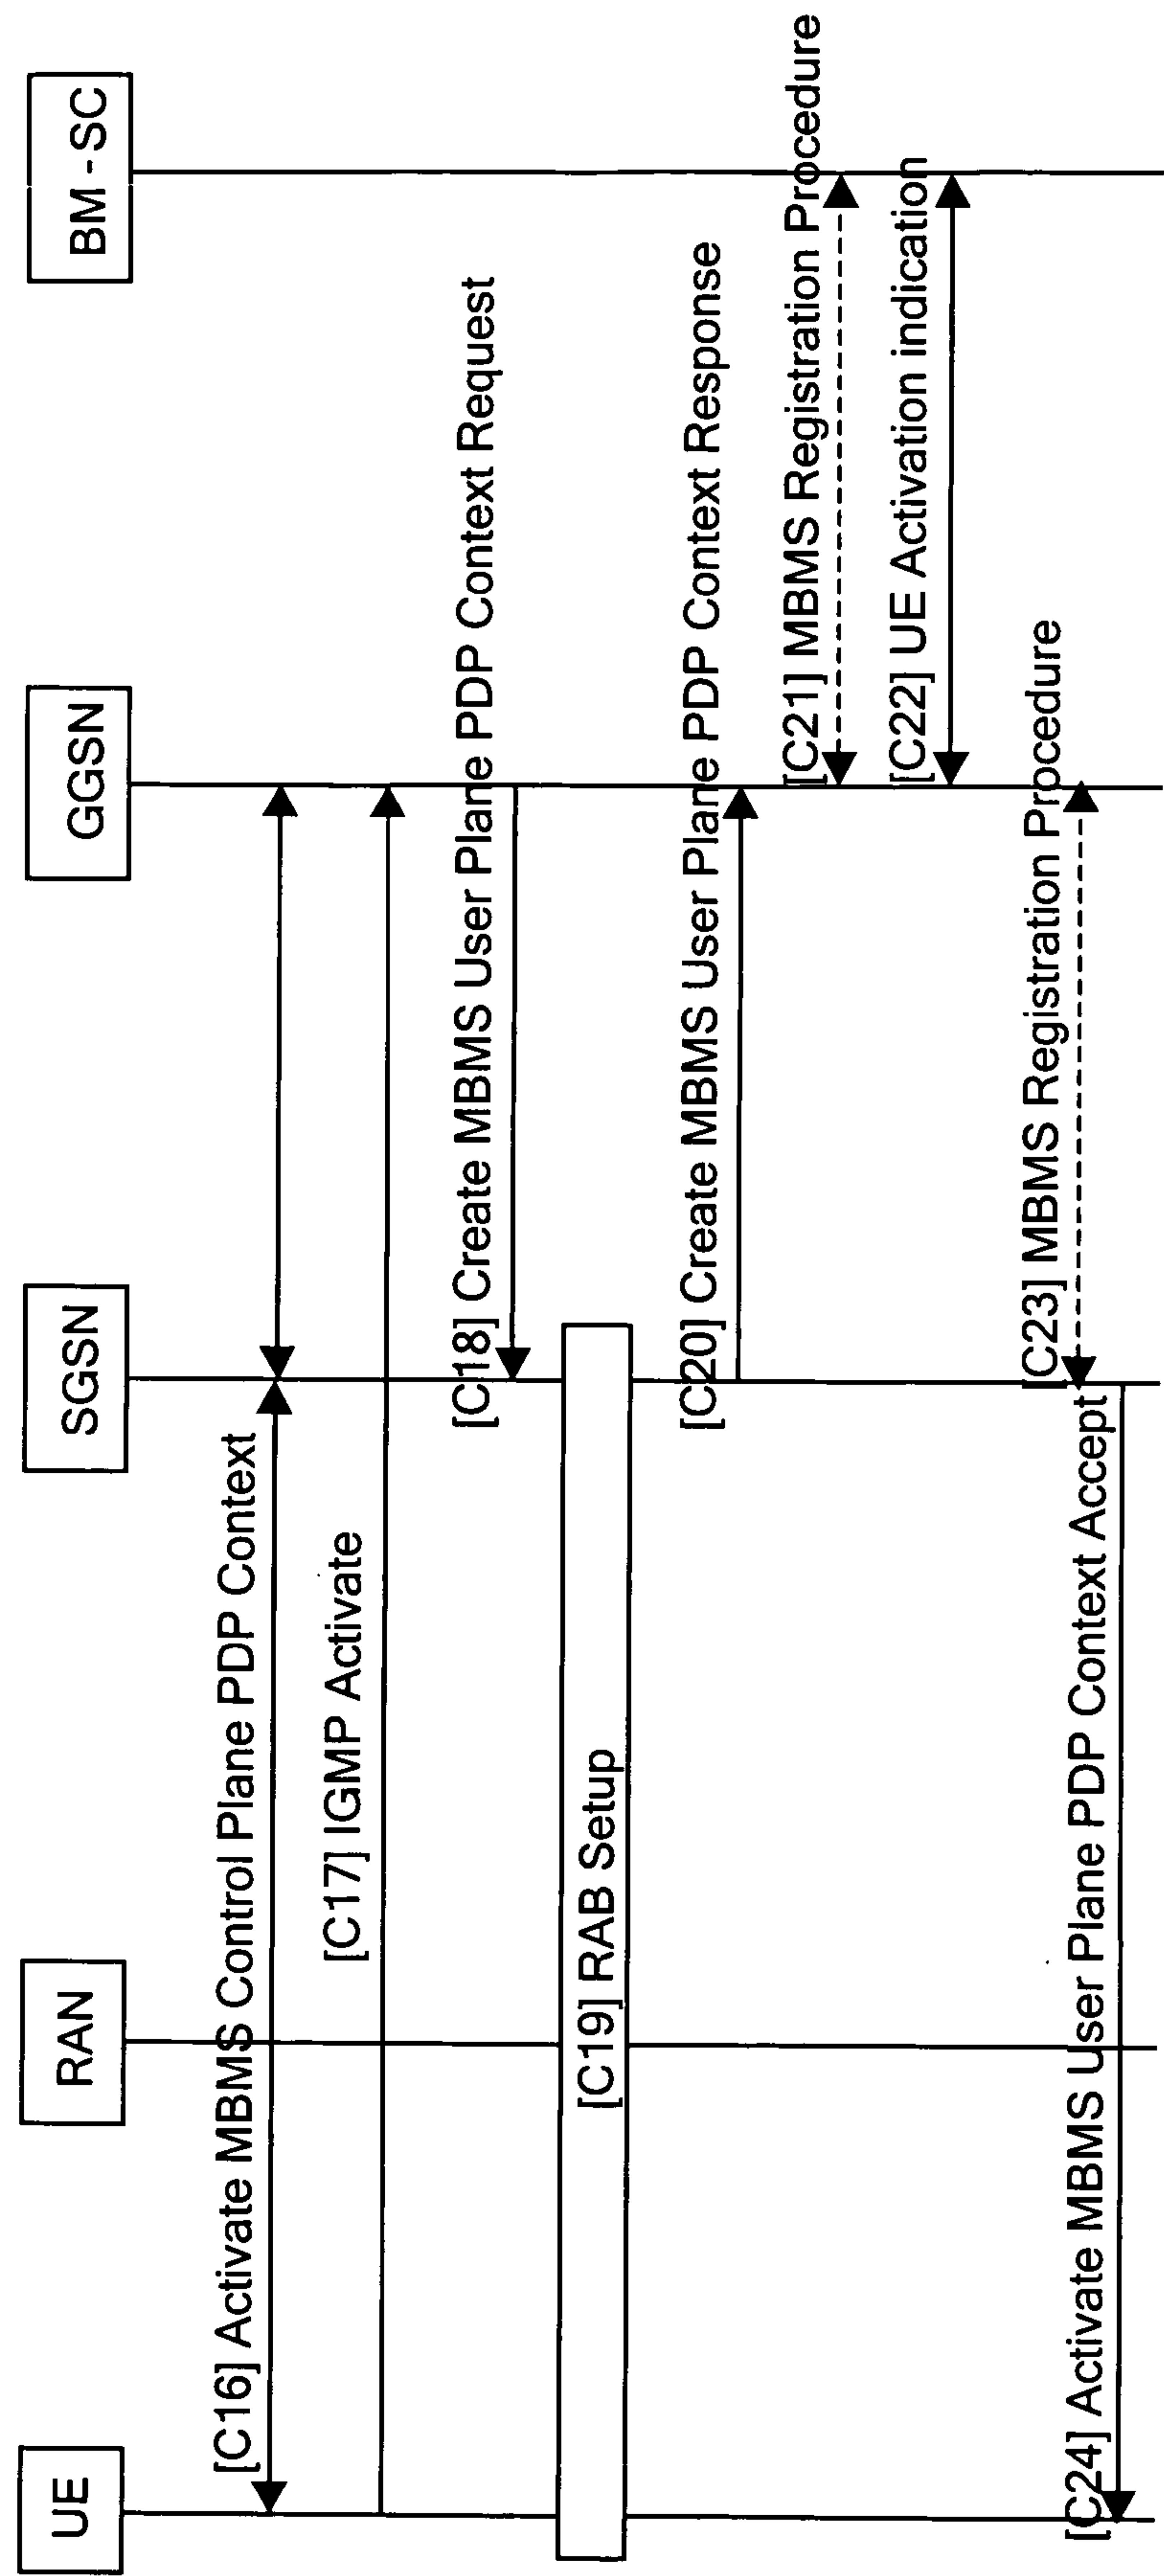 UE
RAN
SGSN
GGSN
BM - SC
[C16] Activate MBMS Control Plane PDP Context
[C17] IGMP Activate
[C18] Create MBMS User Plane PDP Context Request
[C19] RAB Setup
[C20] Create MBMS User Plane PDP Context Response
[C21] MBMS Registration Procedure
[C22] UE Activation indication
[C23] MBMS Registration Procedure
[C24] Activate MBMS User Plane PDP Context Accept